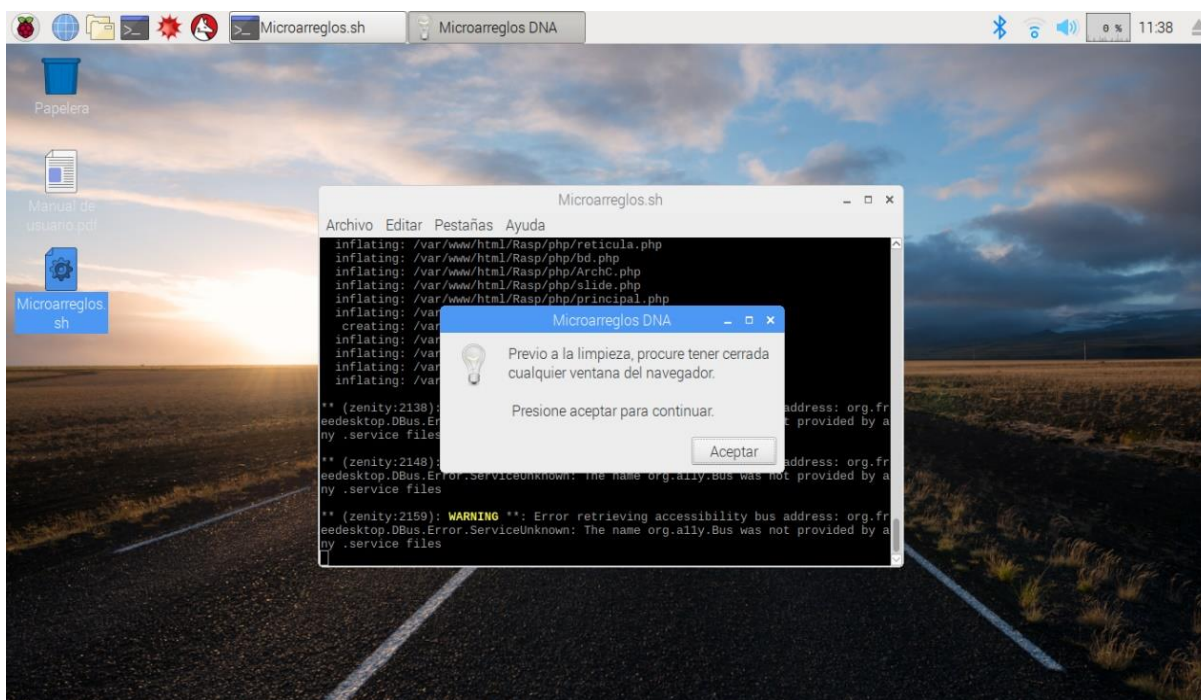 Microarreglos.sh
Microarreglos DNA
0 %
11:38
Papelera
Manual de
usuario.pdf
Microarreglos.
sh
Microarreglos.sh
Archivo Editar Pestañas Ayuda
inflating: /var/www/html/Rasp/php/reticula.php
inflating: /var/www/html/Rasp/php/bd.php
inflating: /var/www/html/Rasp/php/ArchC.php
inflating: /var/www/html/Rasp/php/slide.php
inflating: /var/www/html/Rasp/php/principal.php
inflating: /var
creating: /var
inflating: /var
inflating: /var
inflating: /var
inflating: /var
Microarreglos DNA
Previo a la limpieza, procure tener cerrada
cualquier ventana del navegador.
Presione aceptar para continuar.
Aceptar
** (zenity:2138): address: org.fr
eedesktop.DBus.Er t provided by a
ny .service files
** (zenity:2148): address: org.fr
eedesktop.DBus.Error.ServiceUnknown: The name org.a11y.Bus was not provided by a
ny .service files
** (zenity:2159): WARNING **: Error retrieving accessibility bus address: org.fr
eedesktop.DBus.Error.ServiceUnknown: The name org.a11y.Bus was not provided by a
ny .service files